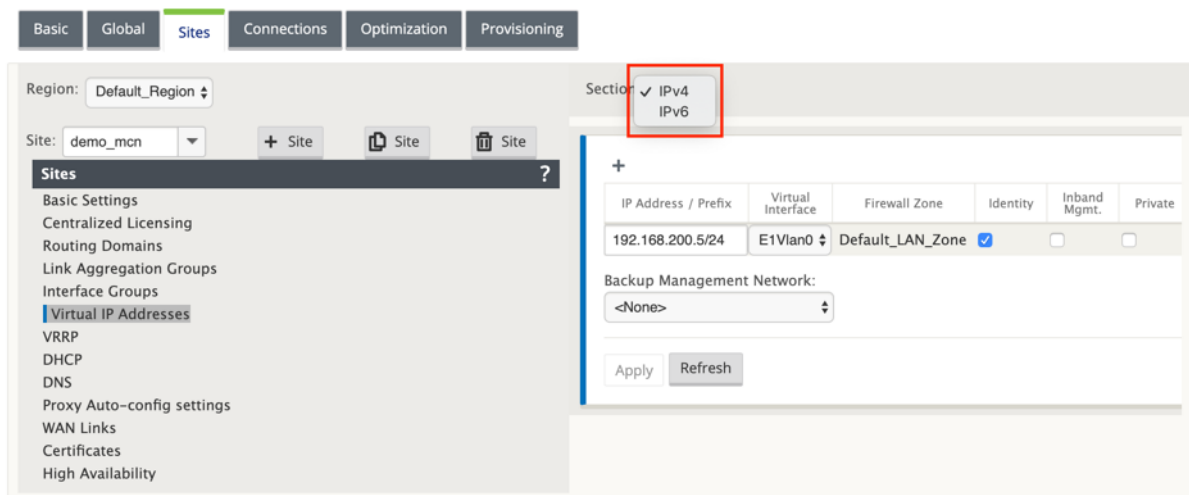 Basic Global Sites Connections Optimization Provisioning
Region: Default_Region
Section ✓ IPv4
IPv6
Site: demo_mcn + Site Site Site
Sites ?
Basic Settings
Centralized Licensing
Routing Domains
Link Aggregation Groups
Interface Groups
Virtual IP Addresses
VRRP
DHCP
DNS
Proxy Auto-config settings
WAN Links
Certificates
High Availability
+
IP Address / Prefix Virtual Interface Firewall Zone Identity Inband Mgmt. Private
192.168.200.5/24 E1Vlan0 Default_LAN_Zone
Backup Management Network:
<None>
Apply Refresh